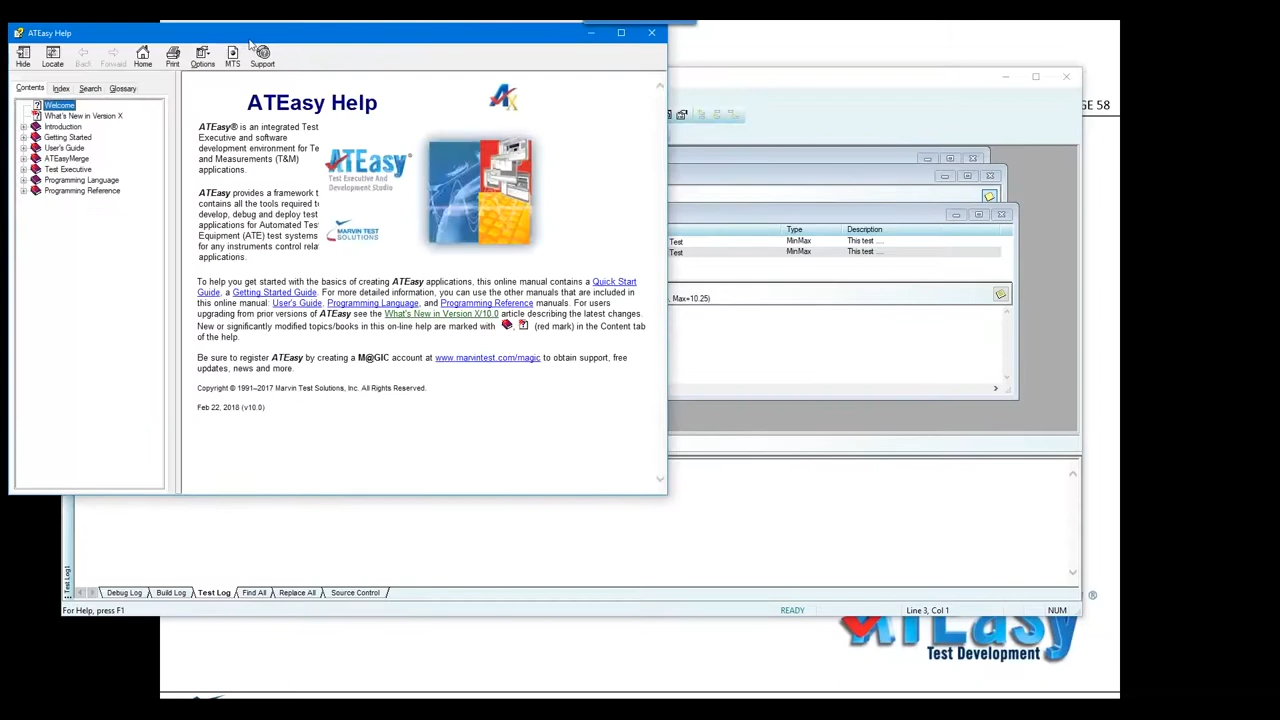 ATEasy Help
Hide Locate Back Forward Home Print Options MTS Support
Contents Index Search Glossary
Welcome
What's New in Version X
Introduction
Getting Started
User's Guide
ATEasyMerge
Test Executive
Programming Language
Programming Reference
ATEasy Help
ATEasy® is an integrated Test
Executive and software
development environment for Te
and Measurements (T&M)
applications.
ATEasy provides a framework t
contains all the tools required to
develop, debug and deploy test
applications for Automated Test
Equipment (ATE) test systems
for any instruments control rela
applications.
ATEasy®
Test Executive And
Development Studio
MARVIN TEST
SOLUTIONS
To help you get started with the basics of creating ATEasy applications, this online manual contains a Quick Start
Guide, a Getting Started Guide. For more detailed information, you can use the other manuals that are included in
this online manual: User's Guide, Programming Language, and Programming Reference manuals. For users
upgrading from prior versions of ATEasy see the What's New in Version X/10.0 article describing the latest changes.
New or significantly modified topics/books in this on-line help are marked with , (red mark) in the Content tab
of the help.
Be sure to register ATEasy by creating a M@GIC account at www.marvintest.com/magic to obtain support, free
updates, news and more.
Copyright © 1991–2017 Marvin Test Solutions, Inc. All Rights Reserved.
Feb 22, 2018 (v10.0)
GE 58
Type Description
Test MinMax This test ....
Test MinMax This test ....
, Max=10.25)
Test Log1
Debug Log Build Log Test Log Find All Replace All Source Control
For Help, press F1 READY Line 3, Col 1 NUM
ATEasy ®
Test Development